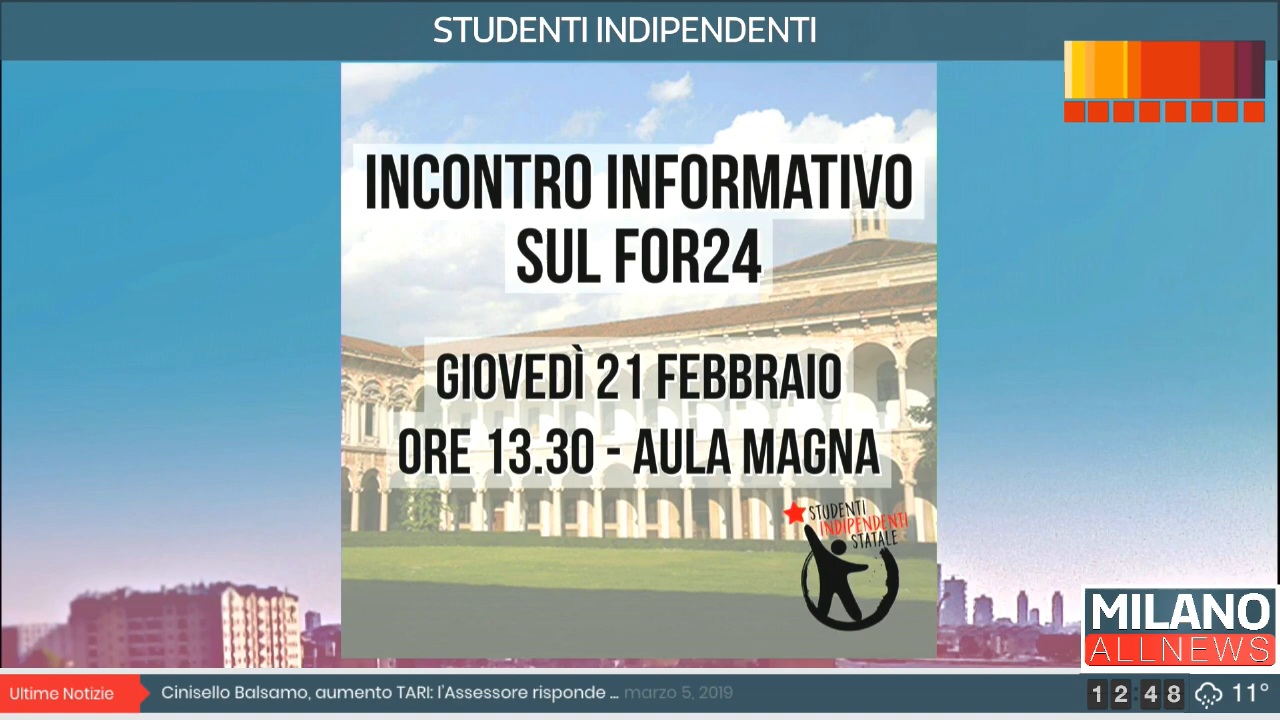 STUDENTI INDIPENDENTI
INCONTRO INFORMATIVO
SUL FOR24
GIOVEDÌ 21 FEBBRAIO
ORE 13.30 - AULA MAGNA
STUDENTI
INDIPENDENTI
STATALE
MILANO
ALLNEWS
Ultime Notizie
Cinisello Balsamo, aumento TARI: l'Assessore risponde ... marzo 5, 2019
12:48
11°